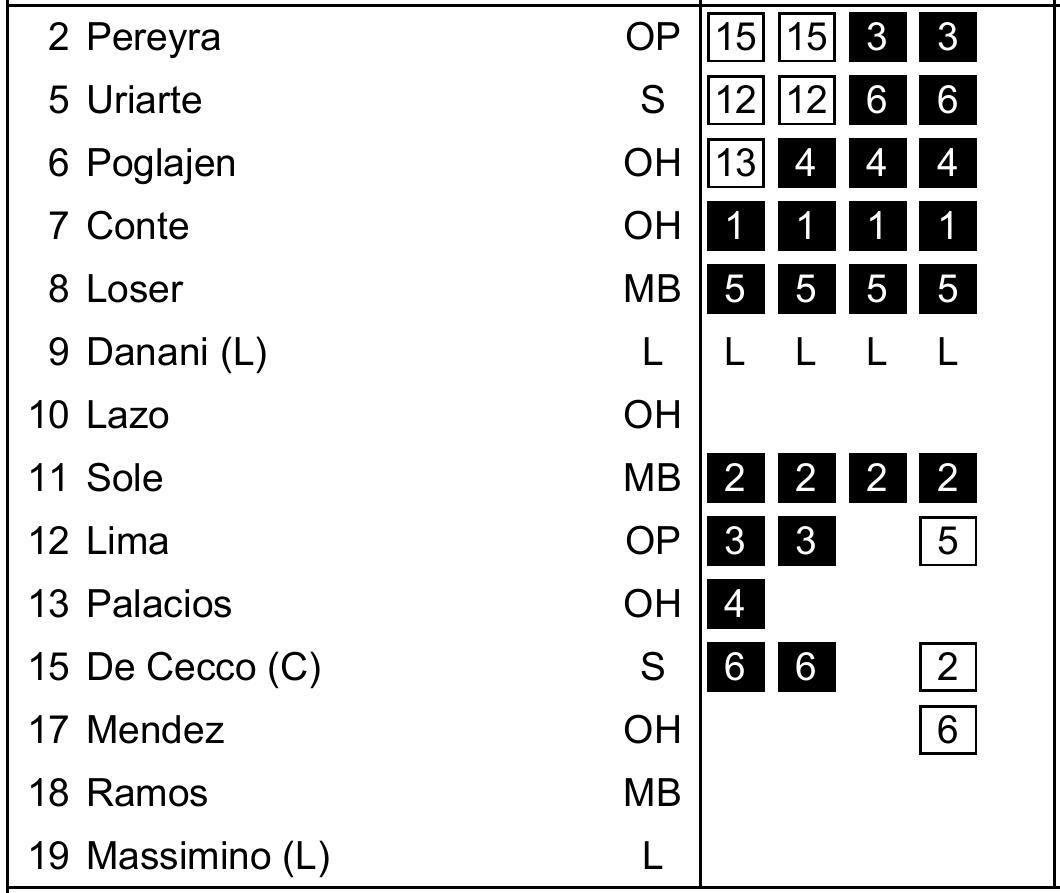 2 Pereyra OP 15 15 3 3
5 Uriarte S 12 12 6 6
6 Poglajen OH 13 4 4 4
7 Conte OH 1 1 1 1
8 Loser MB 5 5 5 5
9 Danani (L) L L L L L
10 Lazo OH
11 Sole MB 2 2 2 2
12 Lima OP 3 3 5
13 Palacios OH 4
15 De Cecco (C) S 6 6 2
17 Mendez OH 6
18 Ramos MB
19 Massimino (L) L